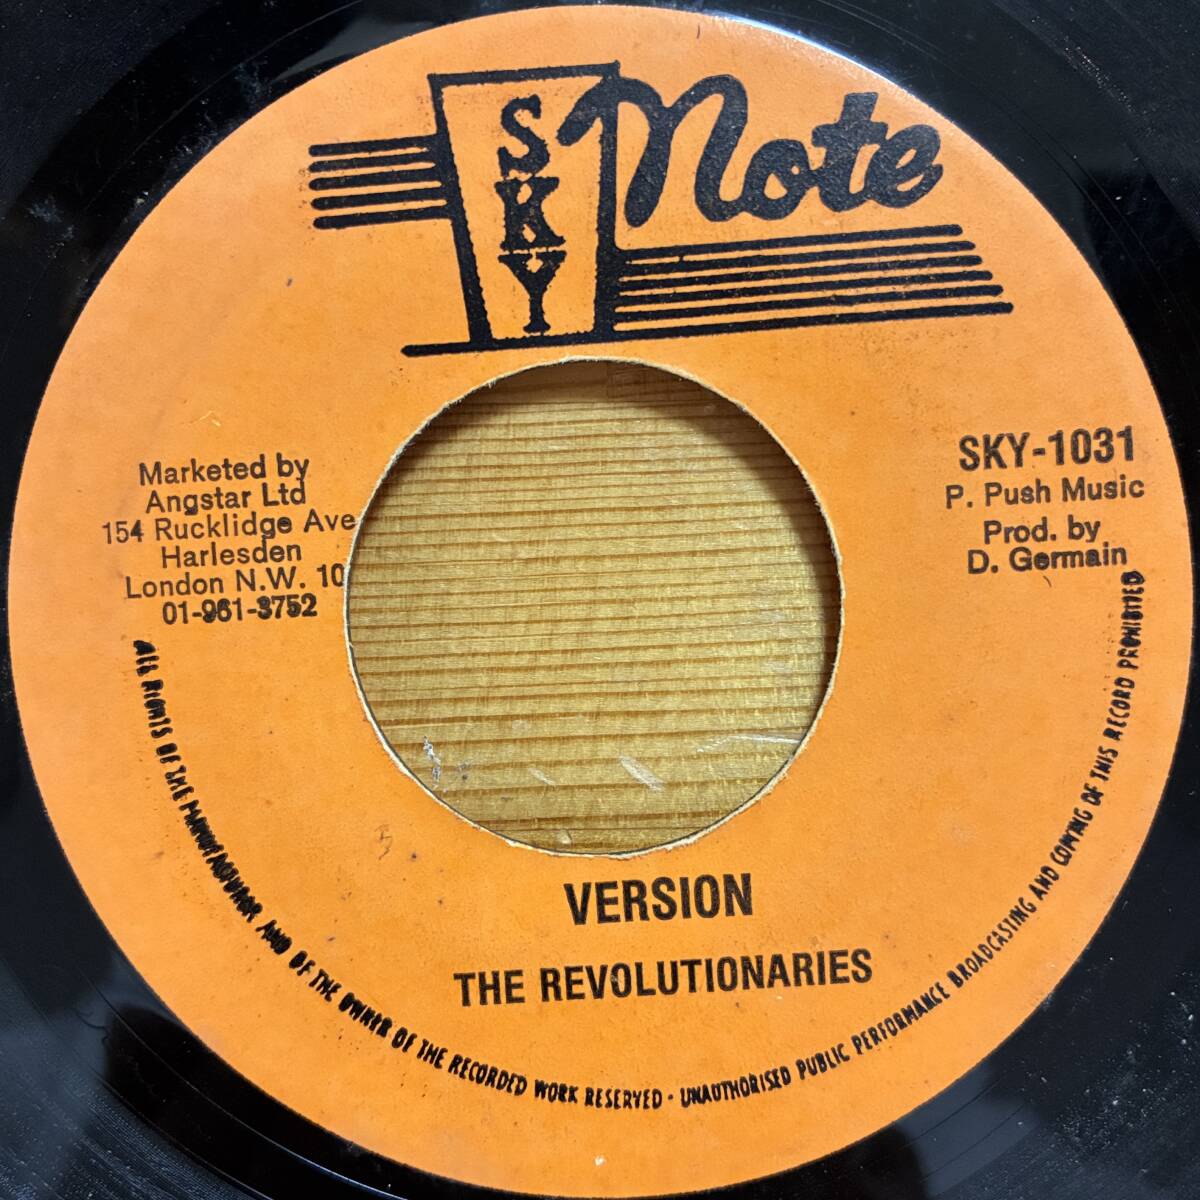 SKY Note
Marketed by
Angstar Ltd
154 Rucklidge Ave
Harlesden
London N.W. 10
01-961-3752
SKY-1031
P. Push Music
Prod. by
D. Germain
VERSION
THE REVOLUTIONARIES
ALL RIGHTS OF THE MANUFACTUROR AND OF THE OWNER OF THE RECORDED WORK RESERVED · UNAUTHORISED PUBLIC PERFORMANCE BROADCASTING AND COPYING OF THIS RECORD PROHIBITED